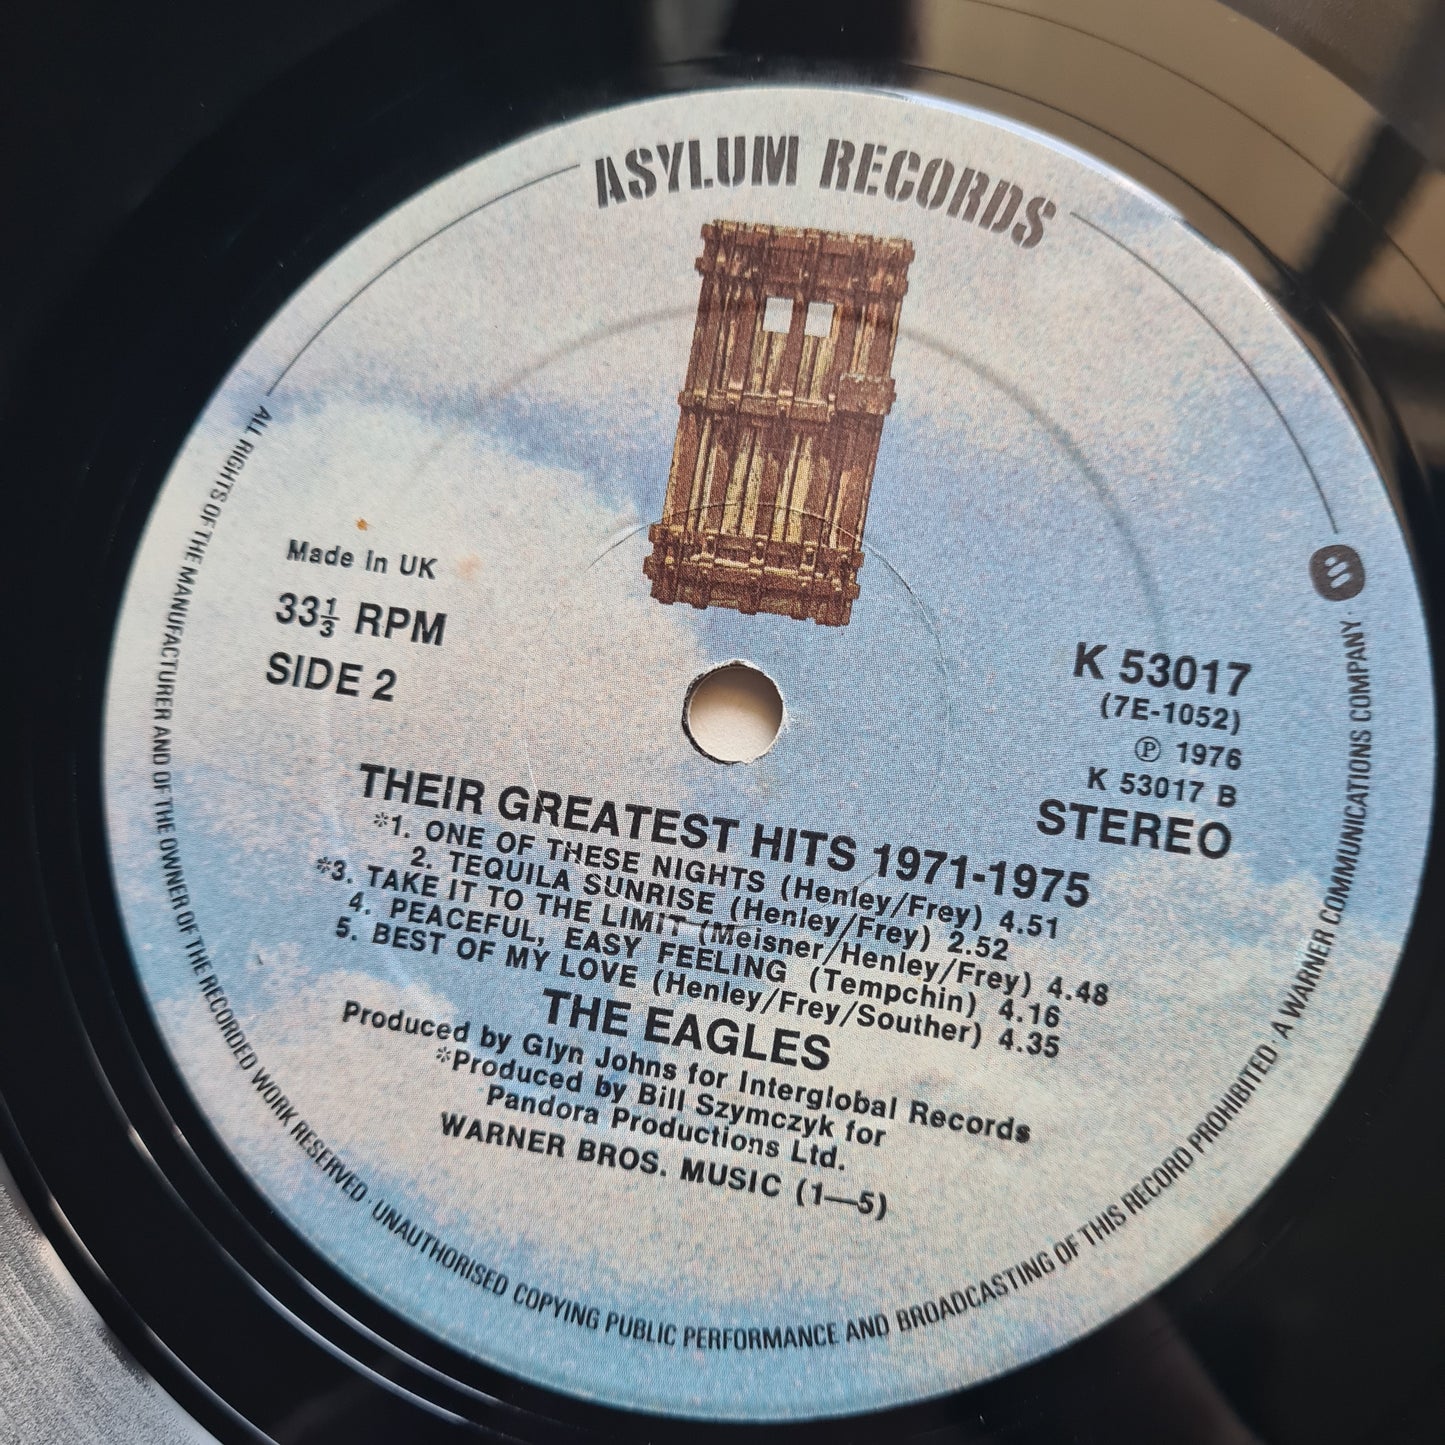 ASYLUM RECORDS
Made In UK
33⅓ RPM
SIDE 2
K 53017
(7E-1052)
℗ 1976
K 53017 B
STEREO
THEIR GREATEST HITS 1971-1975
*1. ONE OF THESE NIGHTS (Henley/Frey) 4.51
2. TEQUILA SUNRISE (Henley/Frey) 2.52
*3. TAKE IT TO THE LIMIT (Meisner/Henley/Frey) 4.48
4. PEACEFUL, EASY FEELING (Tempchin) 4.16
5. BEST OF MY LOVE (Henley/Frey/Souther) 4.35
THE EAGLES
Produced by Glyn Johns for Interglobal Records
*Produced by Bill Szymczyk for
Pandora Productions Ltd.
WARNER BROS. MUSIC (1—5)
ALL RIGHTS OF THE MANUFACTURER AND OF THE OWNER OF THE RECORDED WORK RESERVED · UNAUTHORISED COPYING PUBLIC PERFORMANCE AND BROADCASTING OF THIS RECORD PROHIBITED · A WARNER COMMUNICATIONS COMPANY ·